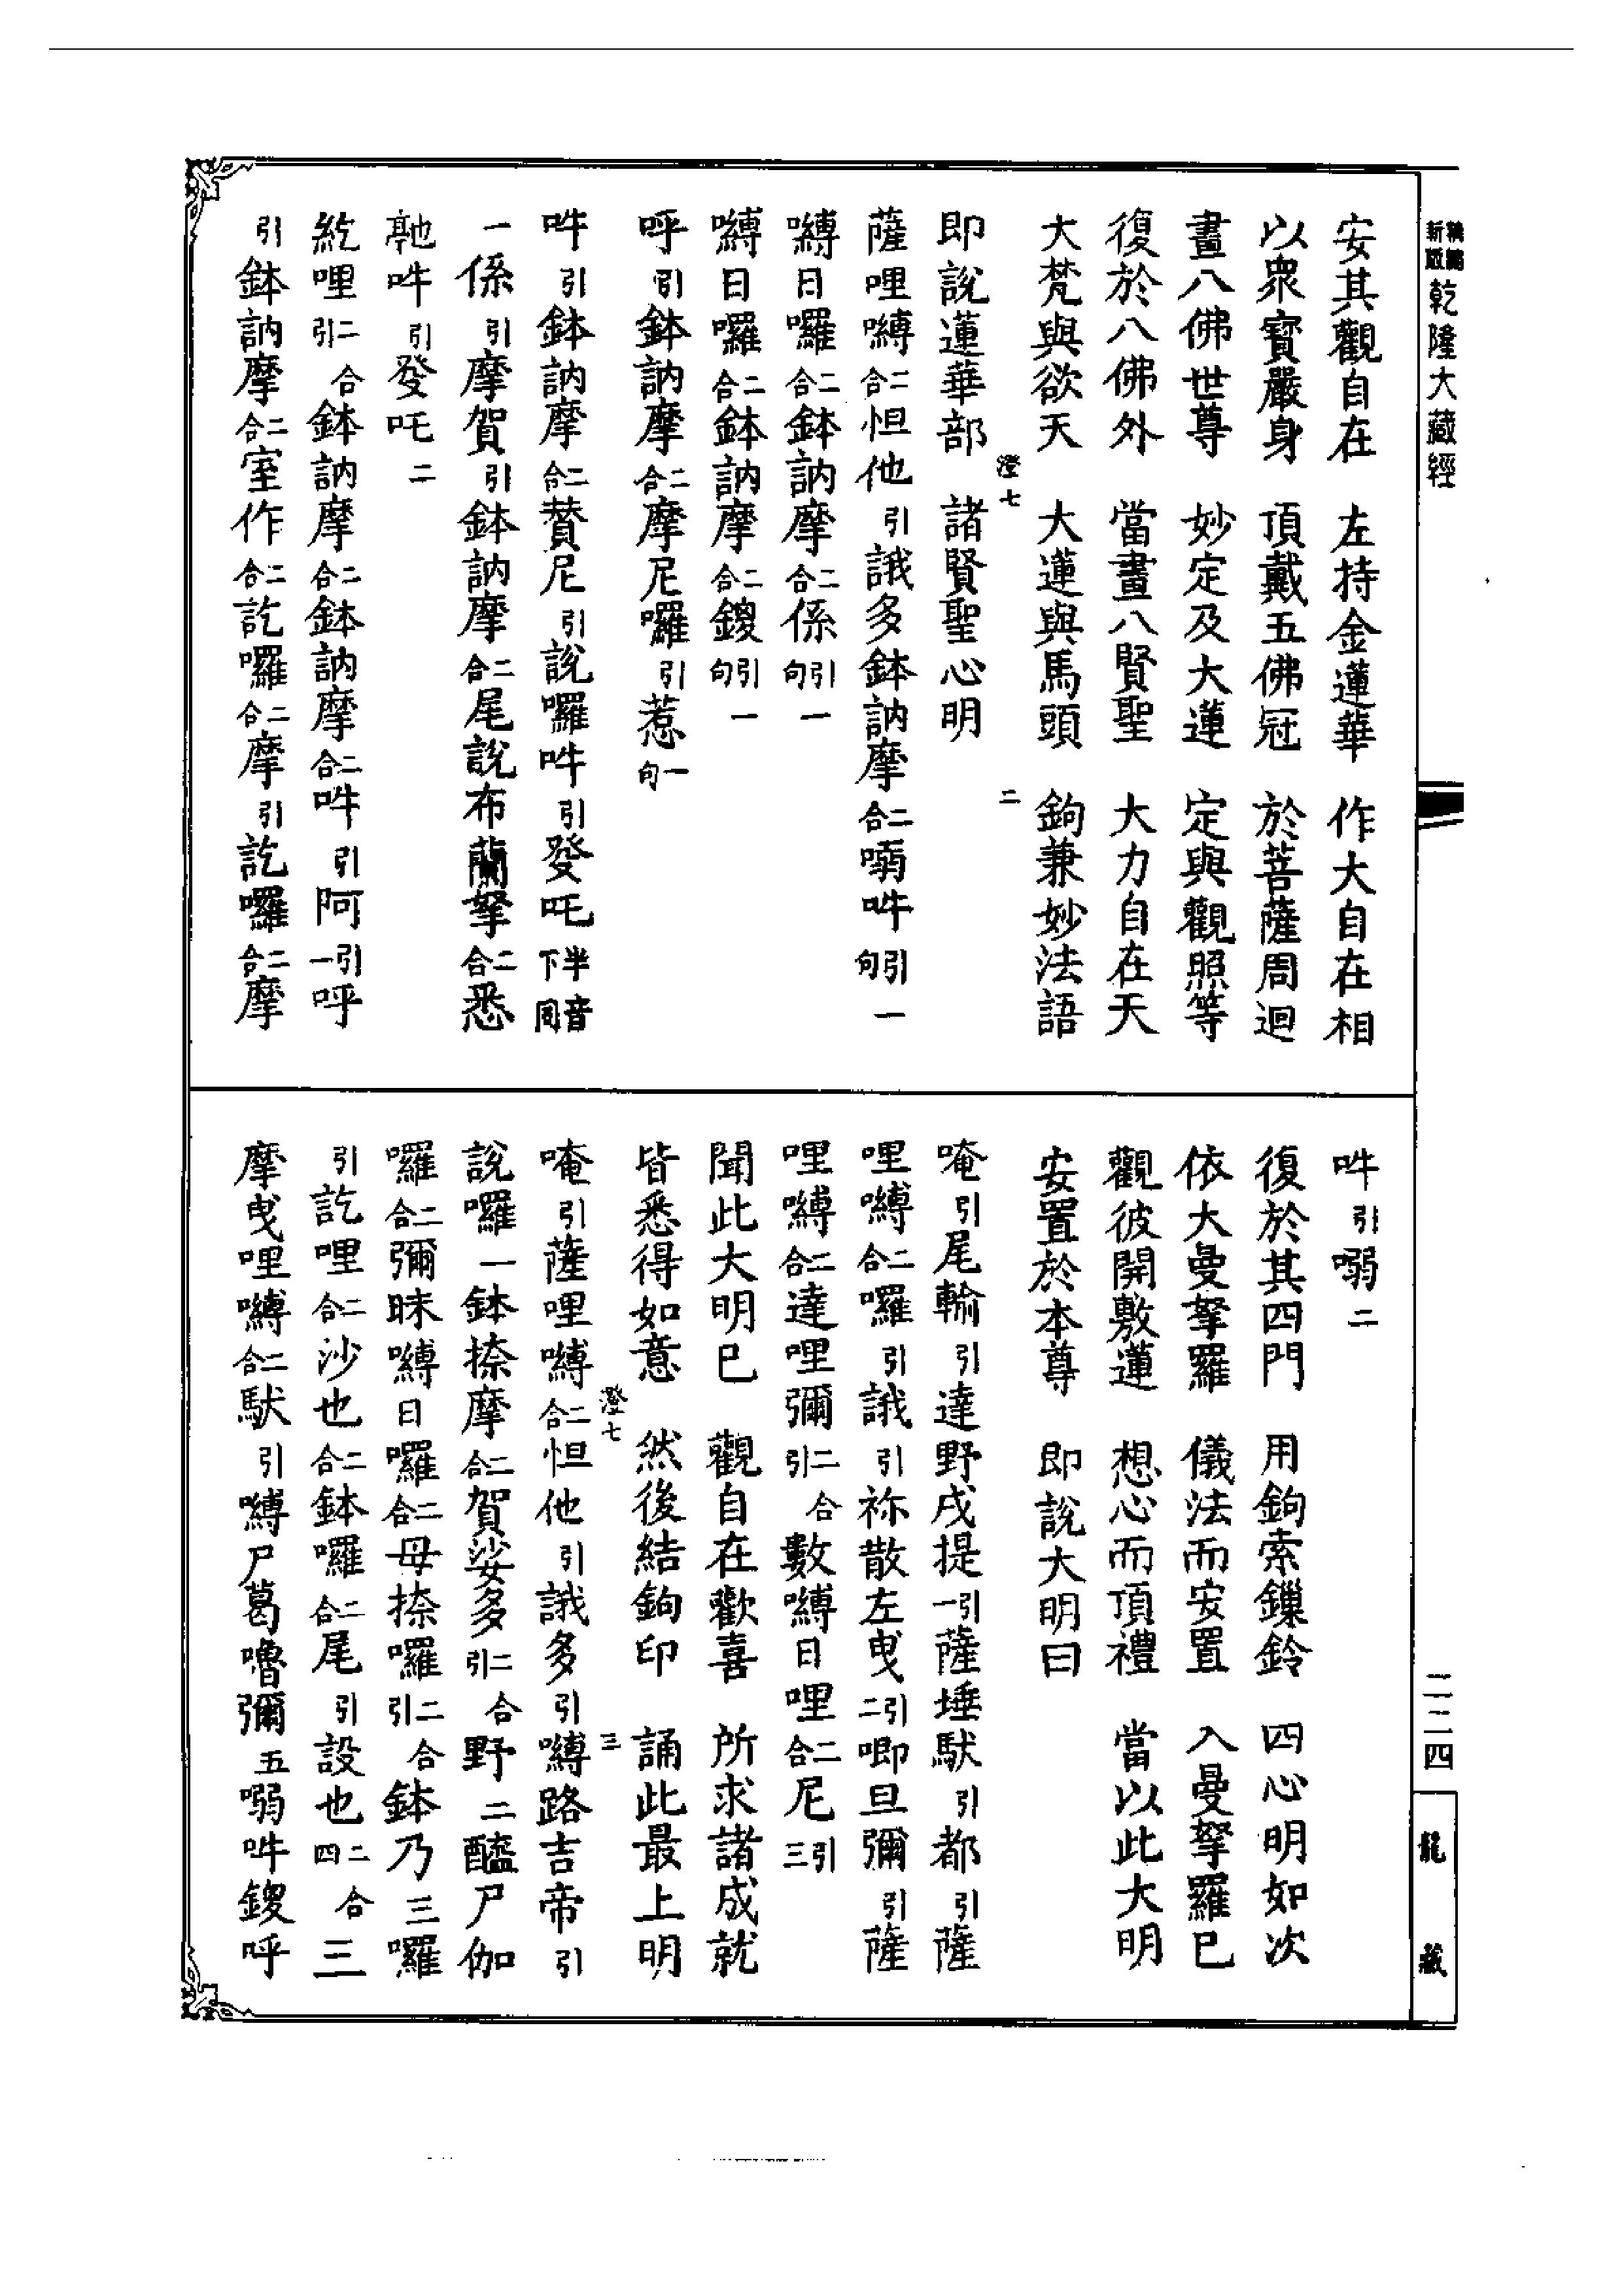 乾隆大藏經
安其觀自在　左持金蓮華　作大自在相
以眾寶嚴身　頂戴五佛冠　於菩薩周迴
畫八佛世尊　妙定及大蓮　定與觀照等
復於八佛外　當畫八賢聖　大力自在天
大梵與欲天　大蓮與馬頭　鉤兼妙法語
澄七　二
即說蓮華部　諸賢聖心明
薩哩嚩二合怛他引誐多鉢訥摩二合嗍吽引句一
嚩日囉二合鉢訥摩二合係引句一
嚩日囉二合鉢訥摩二合鑁引句一
呼引鉢訥摩二合摩尼囉引惹一句
吽引鉢訥摩二合贊尼引說囉吽引發吒半音下同
一係引摩賀引鉢訥摩二合尾說布蘭拏二合悉
馳吽引發吒二
紇哩二合引鉢訥摩二合鉢訥摩二合吽引阿引一呼
引鉢訥摩二合室作二合訖囉二合摩引訖囉二合摩
吽引嗍二
復於其四門　用鉤索鏁鈴　四心明如次
依大曼拏羅　儀法而安置　入曼拏羅已
觀彼開敷蓮　想心而頂禮　當以此大明
安置於本尊　即說大明曰
唵引尾輸引達野戍提引一薩埵馱引都引薩
哩嚩二合囉引誐引祢散左曳引二唧旦彌引薩
哩嚩二合達哩彌二合引數嚩日哩二合尼引三
聞此大明已　觀自在歡喜　所求諸成就
皆悉得如意　然後結鉤印　誦此最上明
澄七　三
唵引薩哩嚩二合怛他引誐多引嚩路吉帝引
說囉一鉢捺摩二合賀娑多二合引野二醯尸伽
囉二合彌昧嚩日囉二合母捺囉二合引鉢乃三囉
引訖哩二合沙也二合鉢囉二合尾引設也二合四三
摩曳哩嚩二合馱引嚩尸葛嚕彌五嗍吽鑁呼
二二四
龍藏